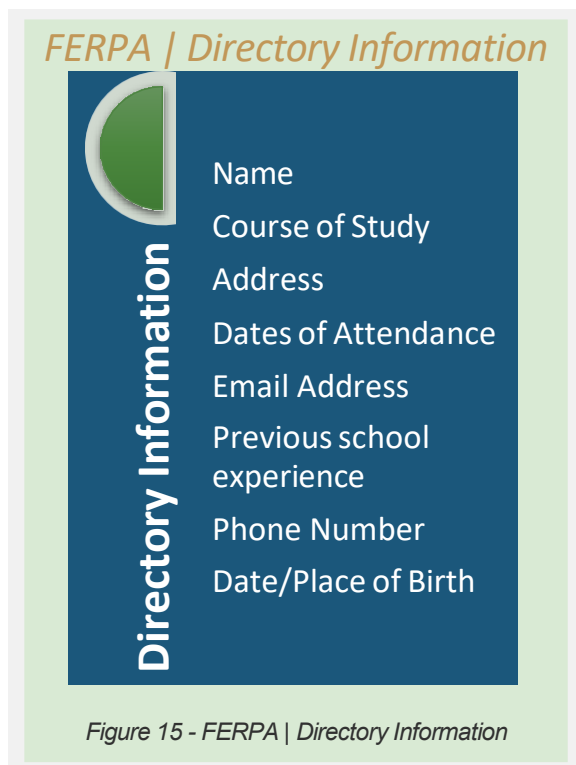 FERPA | Directory Information
Directory Information
Name
Course of Study
Address
Dates of Attendance
Email Address
Previous school
experience
Phone Number
Date/Place of Birth
Figure 15 - FERPA | Directory Information